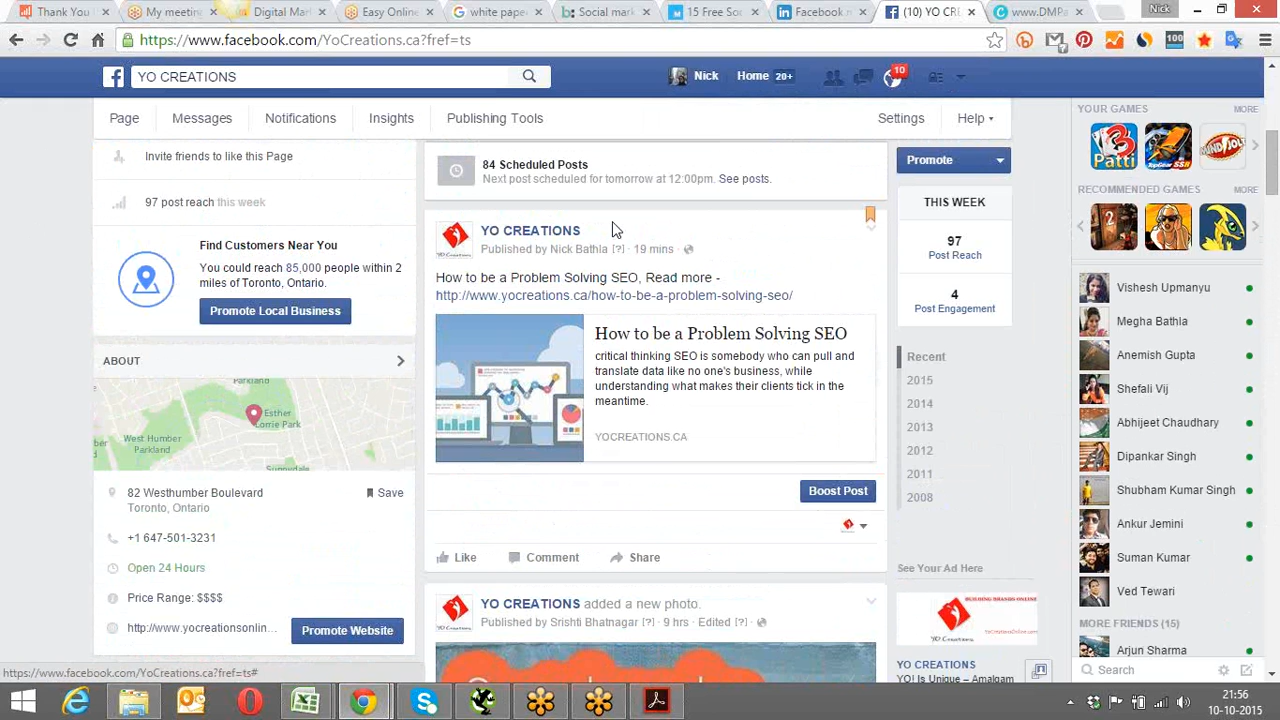 My meetin
Digital Mar
Easy Online
white pape
Social mark
15 Free So
Facebook.n
(10) YO CRE
www.DMPa
Nick
https://www.facebook.com/YoCreations.ca?fref=ts
YO CREATIONS
Nick
Home 20+
10
Page
Messages
Notifications
Insights
Publishing Tools
Settings
Help
Invite friends to like this Page
97 post reach this week
Find Customers Near You
You could reach 85,000 people within 2
miles of Toronto, Ontario.
Promote Local Business
ABOUT
Parkland
Esther
Lorrie Park
West Humber
Parkland
Sunnydale
82 Westhumber Boulevard
Toronto, Ontario
Save
+1 647-501-3231
Open 24 Hours
Price Range: $$$$
http://www.yocreationsonlin...
Promote Website
84 Scheduled Posts
Next post scheduled for tomorrow at 12:00pm. See posts.
YO CREATIONS
Published by Nick Bathla [?] · 19 mins ·
How to be a Problem Solving SEO, Read more -
http://www.yocreations.ca/how-to-be-a-problem-solving-seo/
How to be a Problem Solving SEO
critical thinking SEO is somebody who can pull and
translate data like no one's business, while
understanding what makes their clients tick in the
meantime.
YOCREATIONS.CA
Boost Post
Like
Comment
Share
YO CREATIONS added a new photo.
Published by Srishti Bhatnagar [?] · 9 hrs · Edited [?] ·
Promote
THIS WEEK
97
Post Reach
4
Post Engagement
Recent
2015
2014
2013
2012
2011
2008
See Your Ad Here
BUILDING BRANDS ONLINE
YO Creations
YoCreationsOnline.com
YO CREATIONS
YO! Is Unique – Amalgam
YOUR GAMES
MORE
RECOMMENDED GAMES
MORE
Vishesh Upmanyu
Megha Bathla
Anemish Gupta
Shefali Vij
Abhijeet Chaudhary
Dipankar Singh
Shubham Kumar Singh
Ankur Jemini
Suman Kumar
Ved Tewari
MORE FRIENDS (15)
Arjun Sharma
Search
https://www.facebook.com/YoCreations.ca?fref=ts#
21:56
10-10-2015